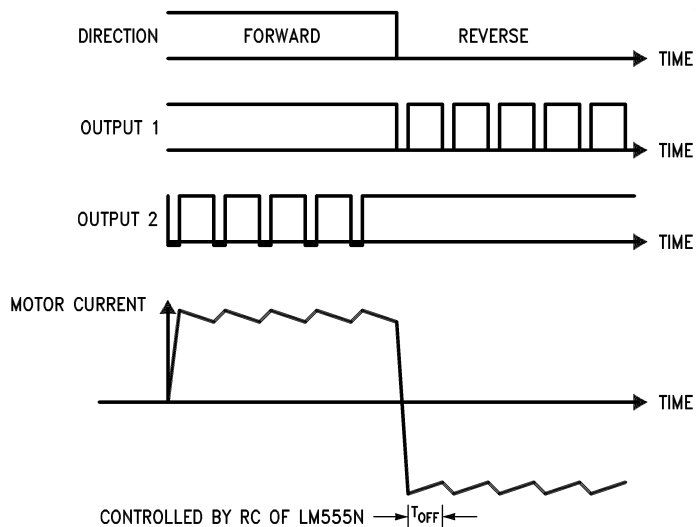 DIRECTION FORWARD REVERSE TIME
OUTPUT 1 TIME
OUTPUT 2 TIME
MOTOR CURRENT
TIME
CONTROLLED BY RC OF LM555N TOFF